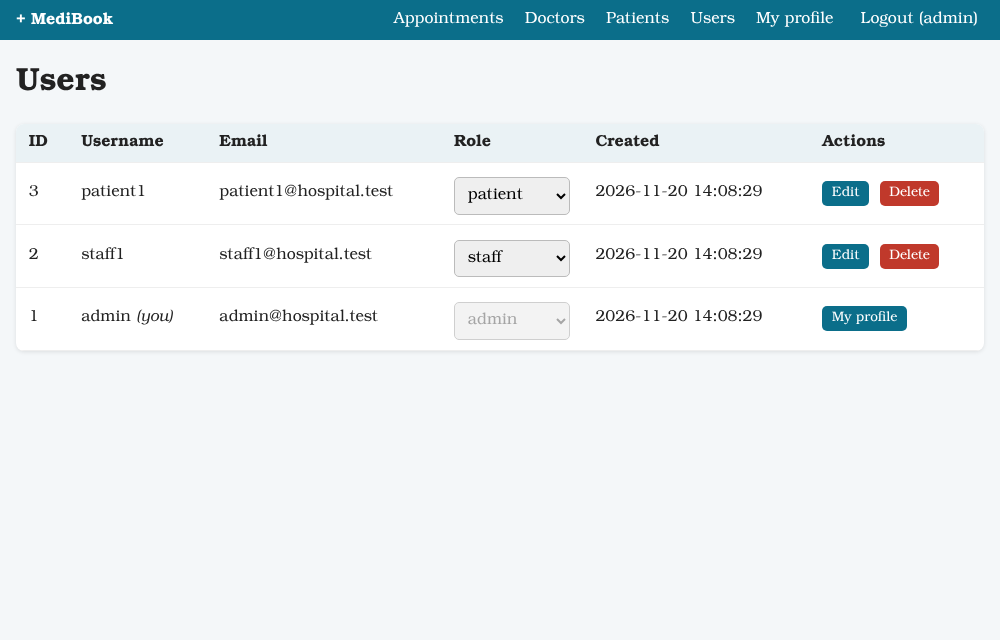 + MediBook Appointments Doctors Patients Users My profile Logout (admin)
Users
ID Username Email Role Created Actions
3 patient1 patient1@hospital.test patient 2026-11-20 14:08:29 Edit Delete
2 staff1 staff1@hospital.test staff 2026-11-20 14:08:29 Edit Delete
1 admin (you) admin@hospital.test admin 2026-11-20 14:08:29 My profile